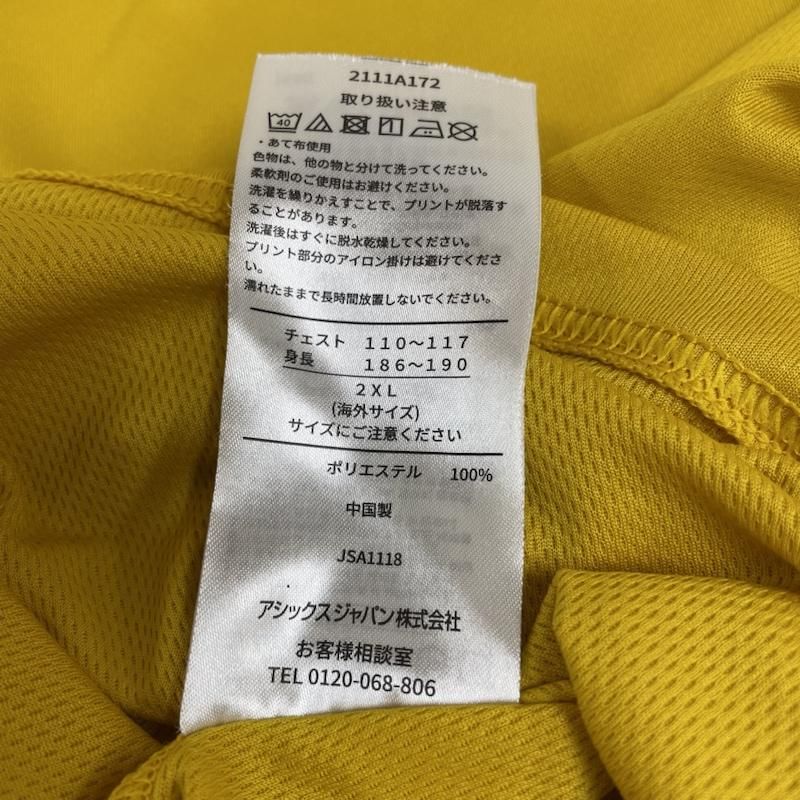 2111A172
取り扱い注意
40
・あて布使用
色物は、他の物と分けて洗ってください。
柔軟剤のご使用はお避けください。
洗濯を繰りかえすことで、プリントが脱落す
ることがあります。
洗濯後はすぐに脱水乾燥してください。
プリント部分のアイロン掛けは避けてくださ
い。
濡れたままで長時間放置しないでください。
チェスト 110～117
身長 186～190
2XL
(海外サイズ)
サイズにご注意ください
ポリエステル 100%
中国製
JSA1118
アシックスジャパン株式会社
お客様相談室
TEL 0120-068-806